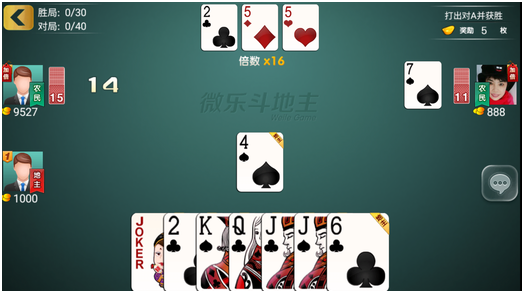 胜局: 0/30
对局: 0/40
2
5
5
打出对A并获胜
奖励 5 枚
倍数 x16
加倍
农民
15
14
9527
7
11
农民
加倍
888
微乐斗地主
4
1
地主
1000
JOKER
2
K
Q
J
J
6